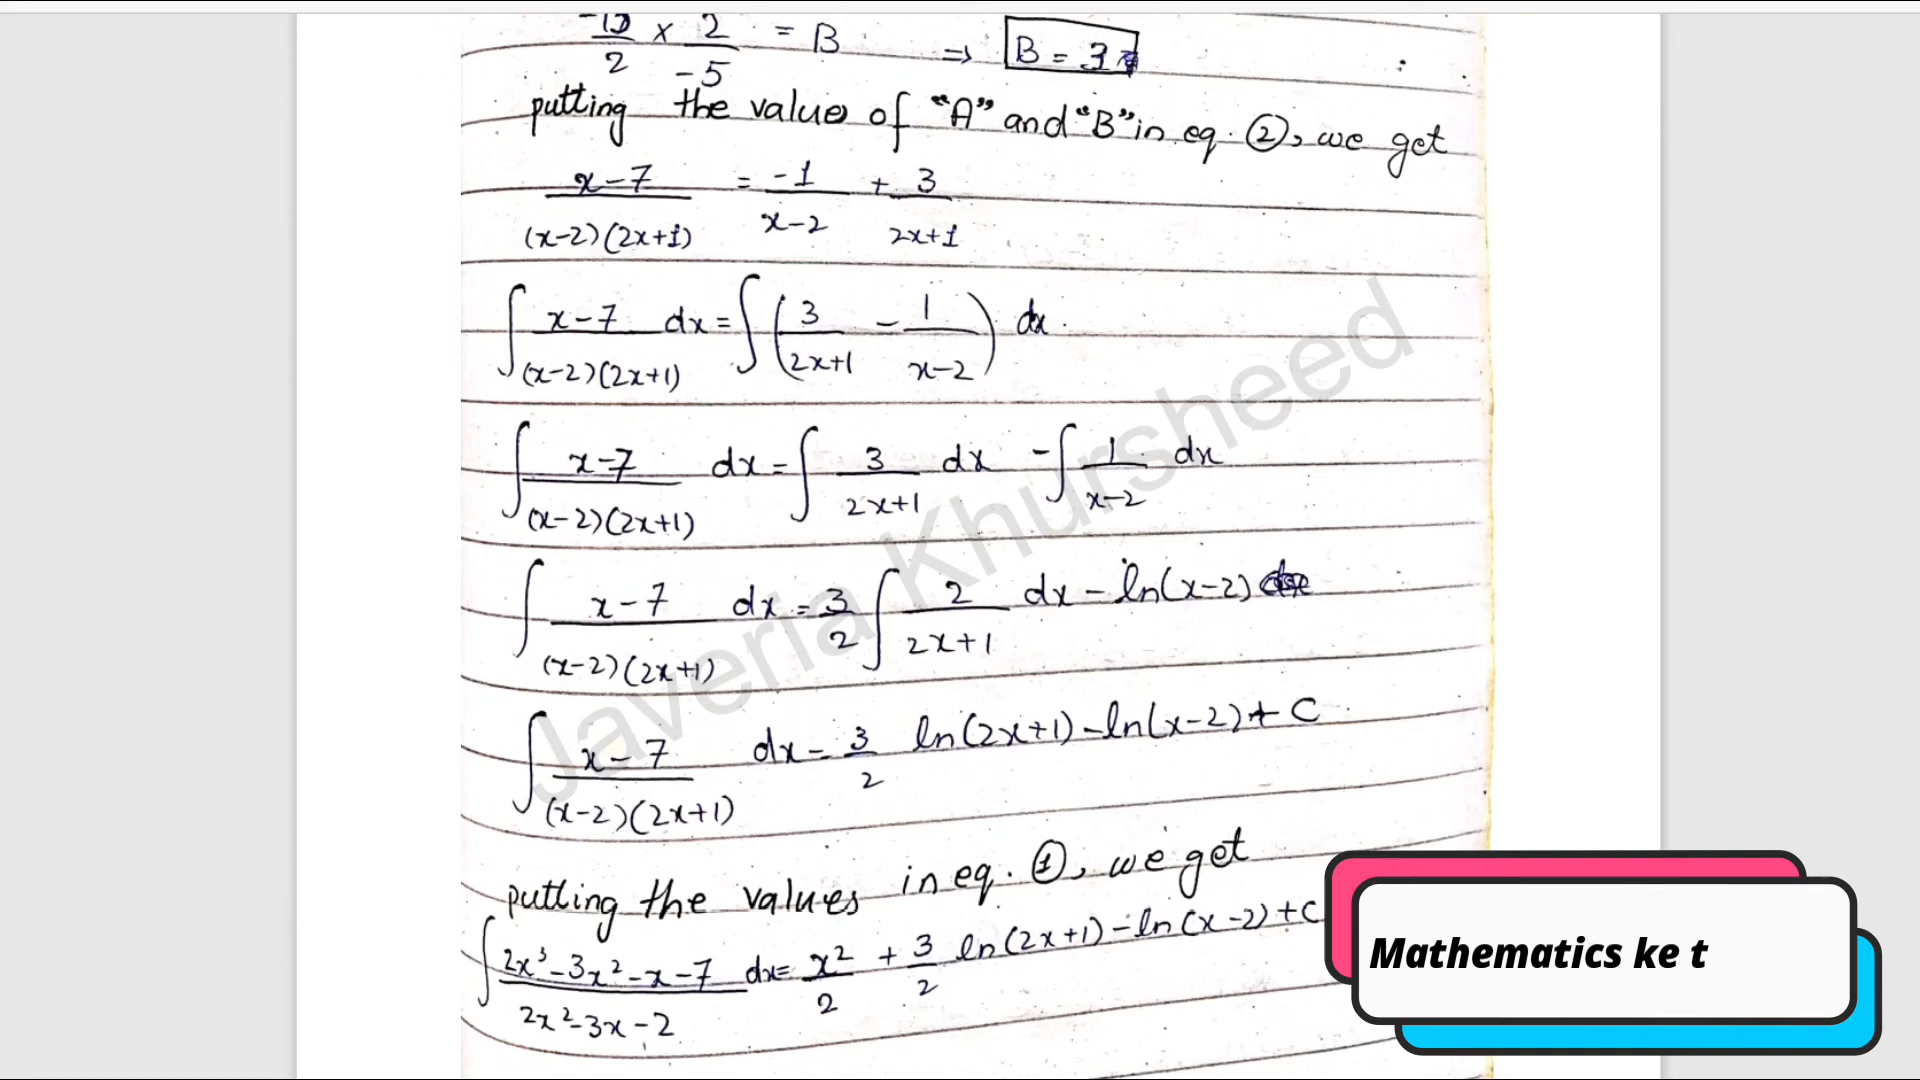 -15/2 × 2/-5 = B ⇒ B = 3
putting the values of "A" and "B" in eq. ②, we get
x-7/(x-2)(2x+1) = -1/x-2 + 3/2x+1
∫ x-7/(x-2)(2x+1) dx = ∫ (3/2x+1 - 1/x-2) dx
∫ x-7/(x-2)(2x+1) dx = ∫ 3/2x+1 dx - ∫ 1/x-2 dx
∫ x-7/(x-2)(2x+1) dx = 3/2 ∫ 2/2x+1 dx - ln(x-2)
∫ x-7/(x-2)(2x+1) dx = 3/2 ln(2x+1) - ln(x-2) + C
putting the values in eq. ①, we get
∫ 2x³-3x²-x-7/2x²-3x-2 dx = x²/2 + 3/2 ln(2x+1) - ln(x-2) + C
Javeria Khursheed
Mathematics ke t